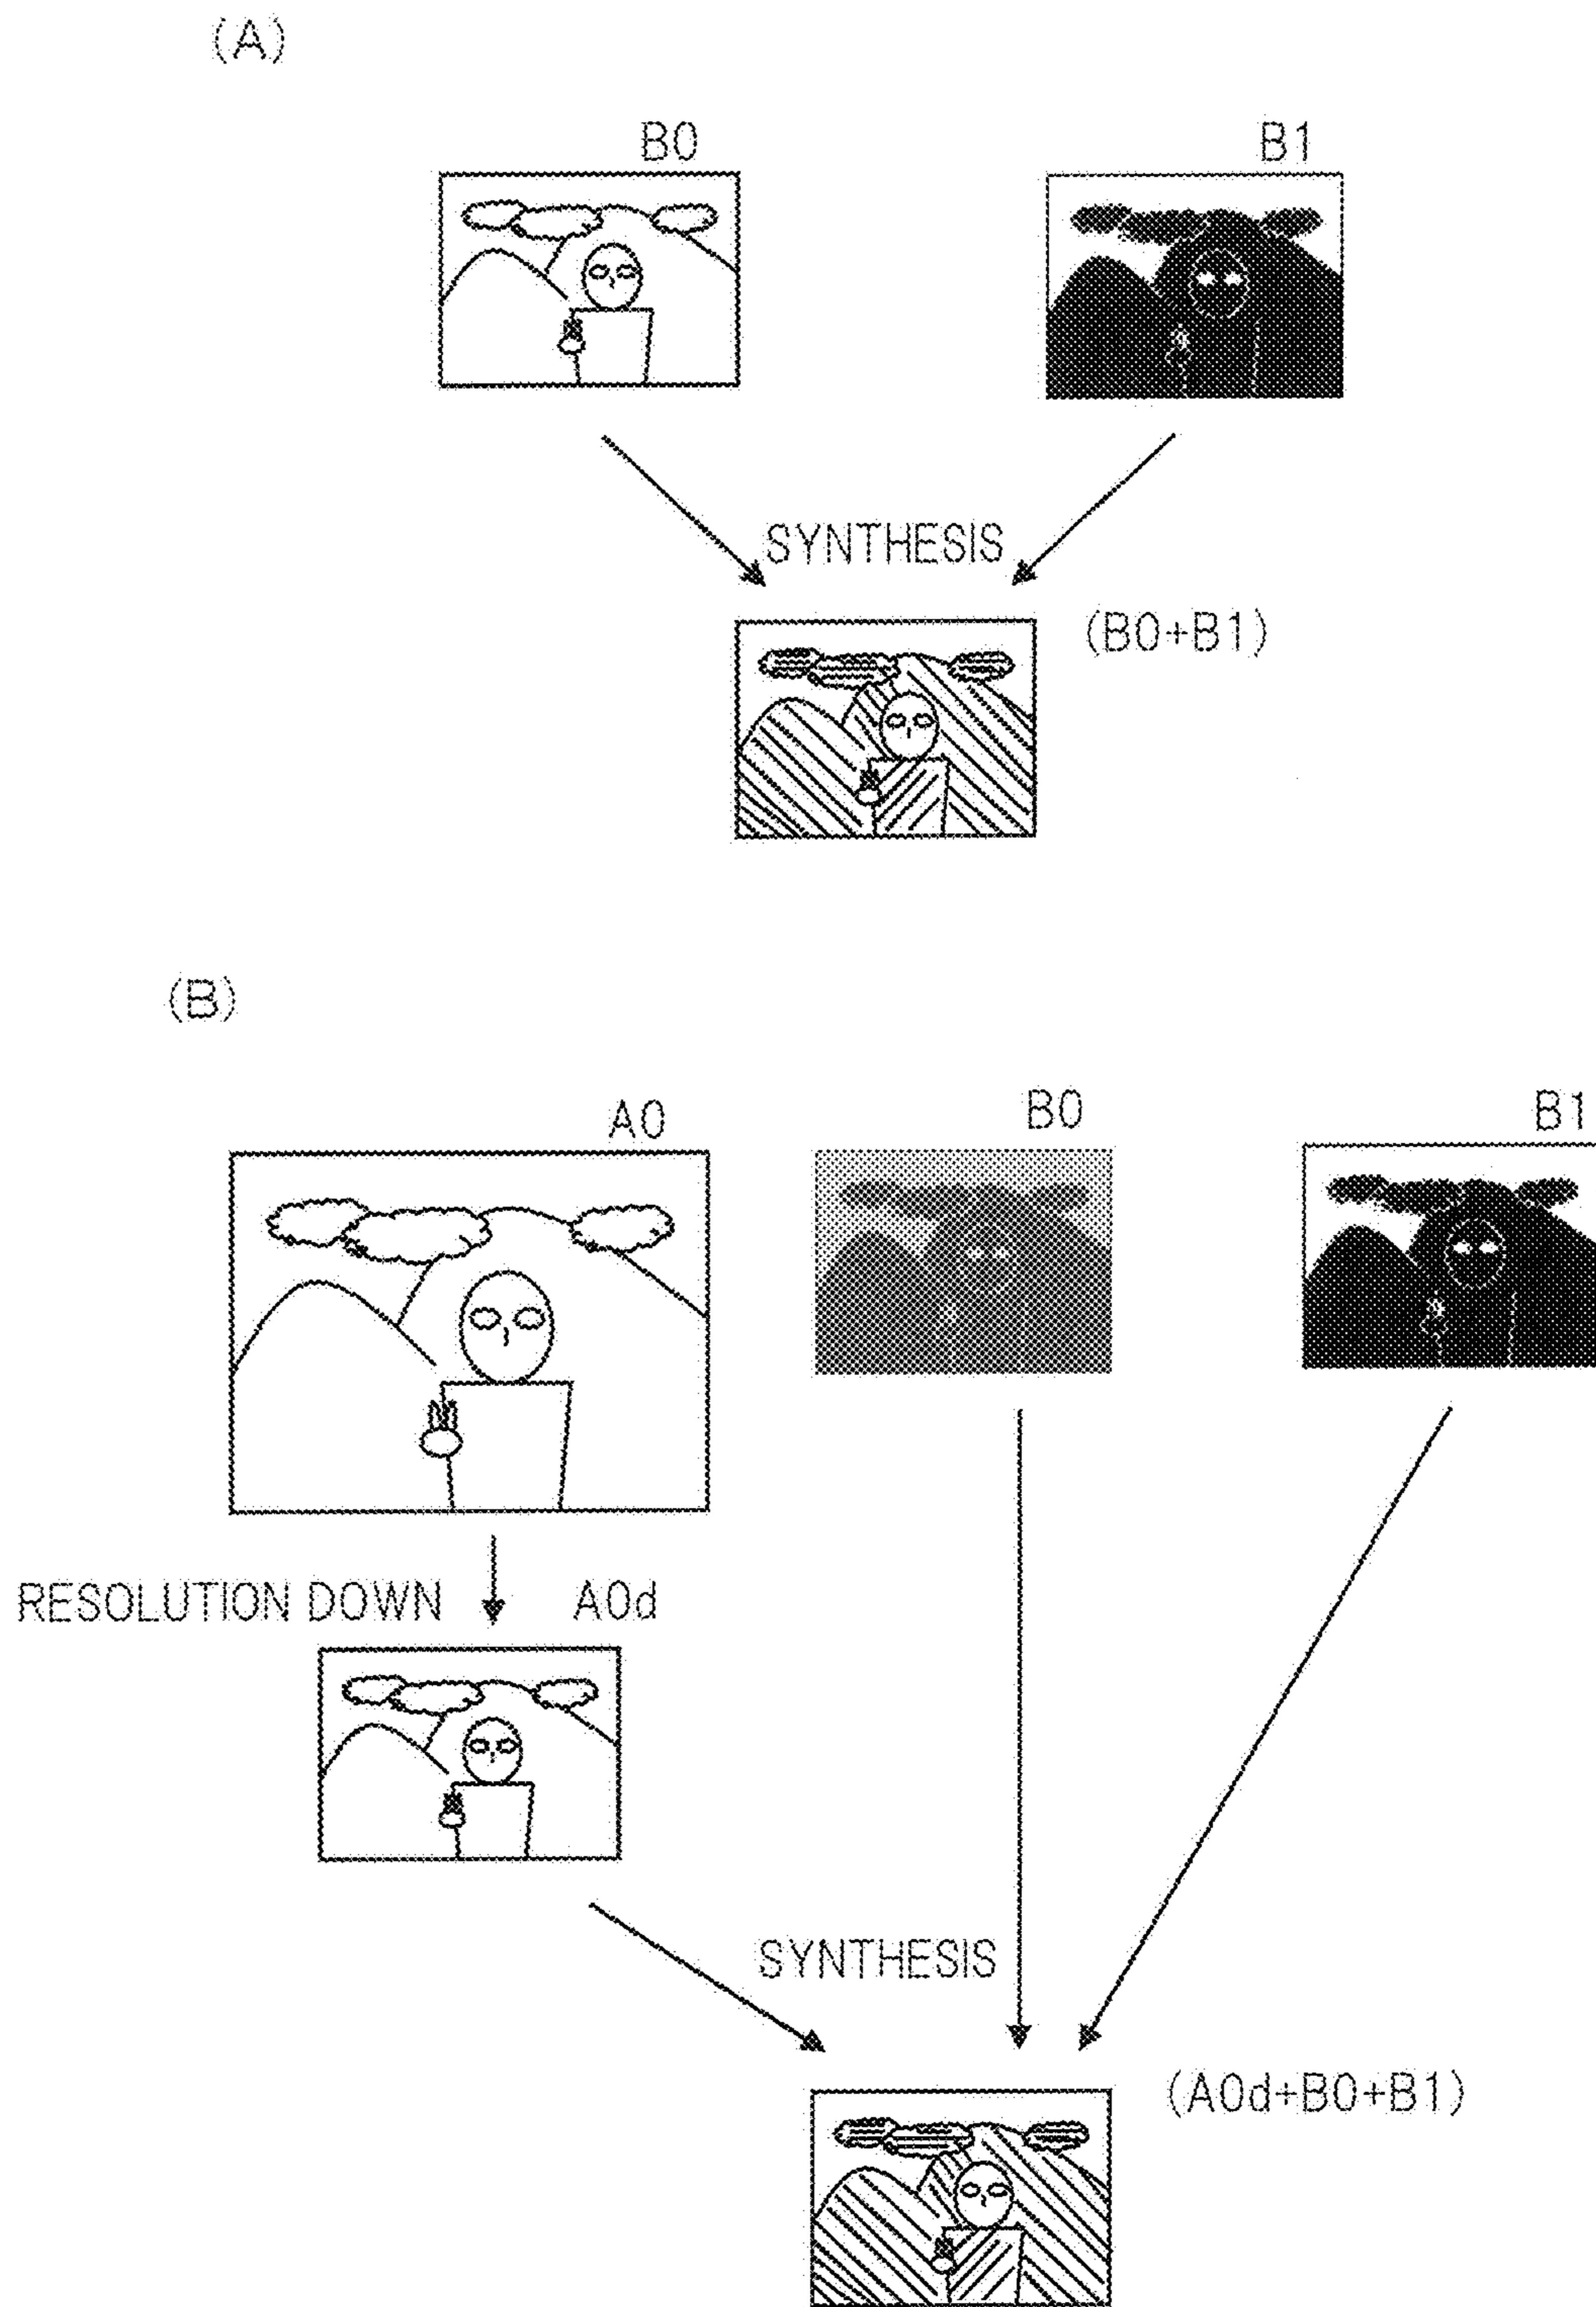 (A)
B0
B1
SYNTHESIS
(B0+B1)
(B)
A0
B0
B1
RESOLUTION DOWN
A0d
SYNTHESIS
(A0d+B0+B1)